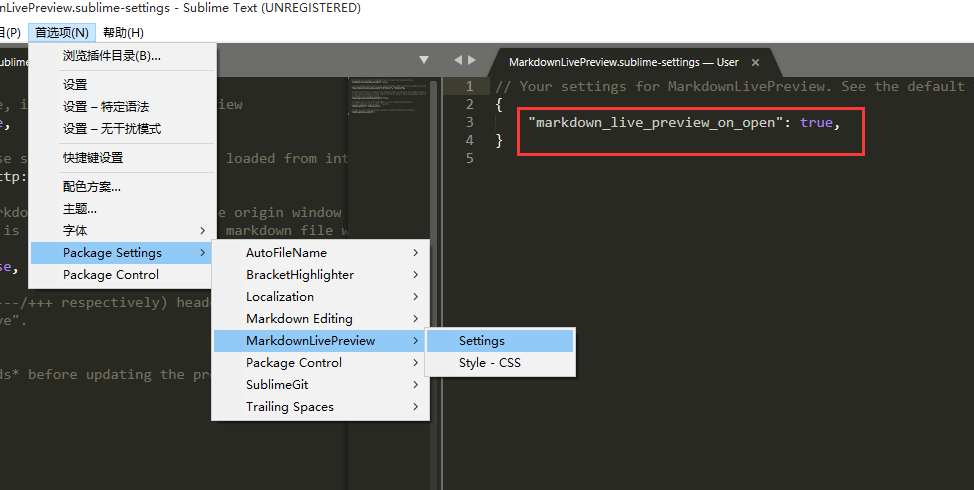 nLivePreview.sublime-settings - Sublime Text (UNREGISTERED)
目(P) 首选项(N) 帮助(H)
浏览插件目录(B)...
设置
设置 – 特定语法
设置 – 无干扰模式
快捷键设置
配色方案...
主题...
字体
Package Settings
Package Control
AutoFileName
BracketHighlighter
Localization
Markdown Editing
MarkdownLivePreview
Package Control
SublimeGit
Trailing Spaces
Settings
Style - CSS
sublime
loaded from int
ttp:
rkdo
e origin window
is
markdown file w
se,
---/+++ respectively) head
ve".
ds* before updating the pre
MarkdownLivePreview.sublime-settings — User ×
1 // Your settings for MarkdownLivePreview. See the default
2 {
3 "markdown_live_preview_on_open": true,
4 }
5